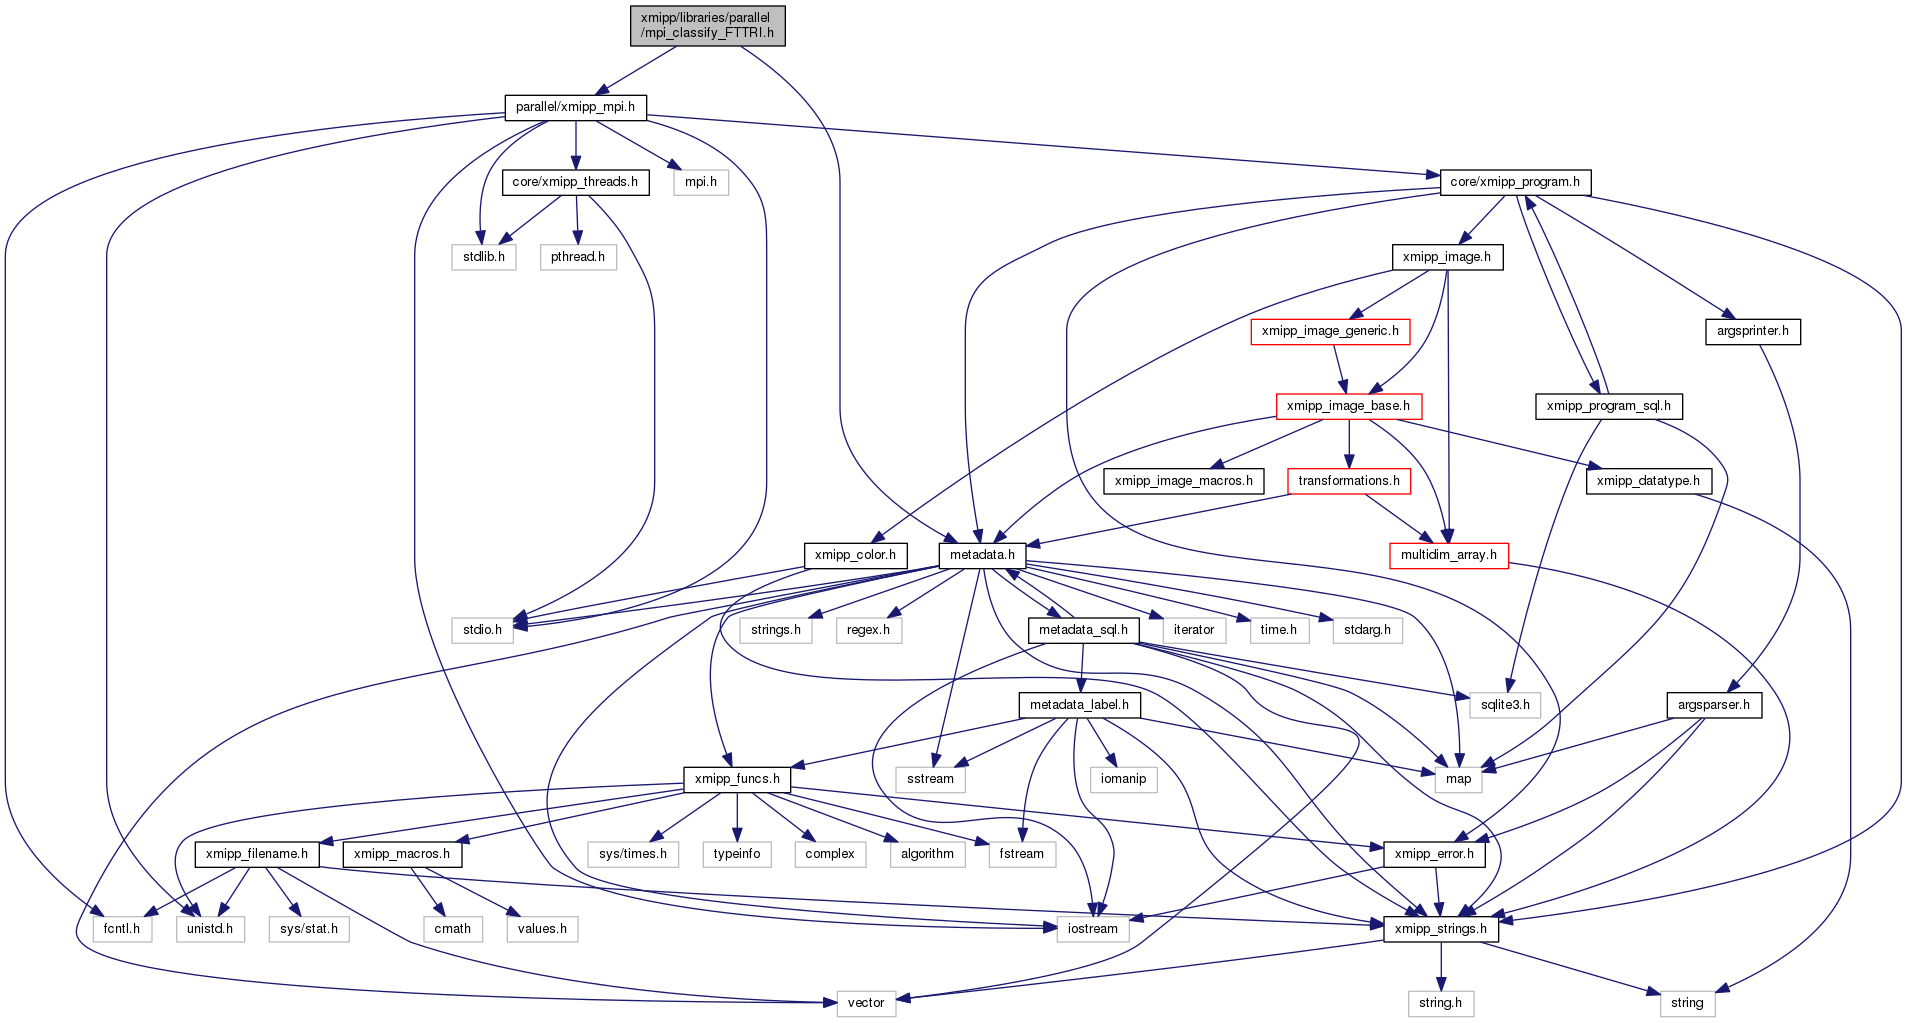 xmipp/libraries/parallel
/mpi_classify_FTTRI.h
parallel/xmipp_mpi.h
core/xmipp_threads.h
mpi.h
core/xmipp_program.h
stdlib.h
pthread.h
xmipp_image.h
xmipp_image_generic.h
argsprinter.h
xmipp_image_base.h
xmipp_program_sql.h
xmipp_image_macros.h
transformations.h
xmipp_datatype.h
xmipp_color.h
metadata.h
multidim_array.h
stdio.h
strings.h
regex.h
metadata_sql.h
iterator
time.h
stdarg.h
metadata_label.h
sqlite3.h
argsparser.h
xmipp_funcs.h
sstream
iomanip
map
xmipp_filename.h
xmipp_macros.h
sys/times.h
typeinfo
complex
algorithm
fstream
xmipp_error.h
fcntl.h
unistd.h
sys/stat.h
cmath
values.h
iostream
xmipp_strings.h
vector
string.h
string